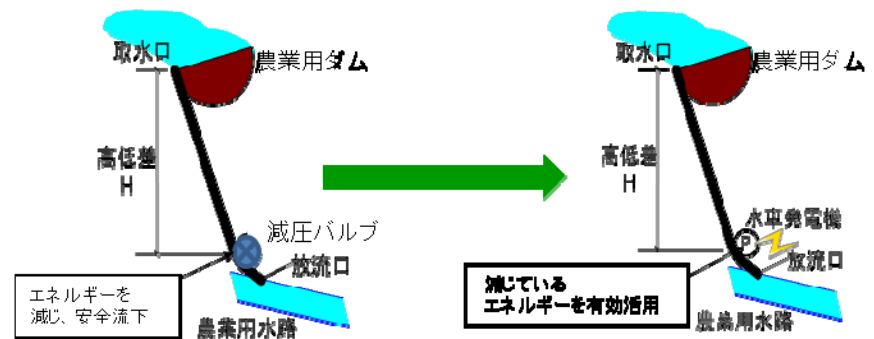 取水口
農業用ダム
高低差
H
減圧バルブ
放流口
エネルギーを
減じ、安全流下
農業用水路
取水口
農業用ダム
高低差
H
水車発電機
P
放流口
減じている
エネルギーを有効活用
農業用水路